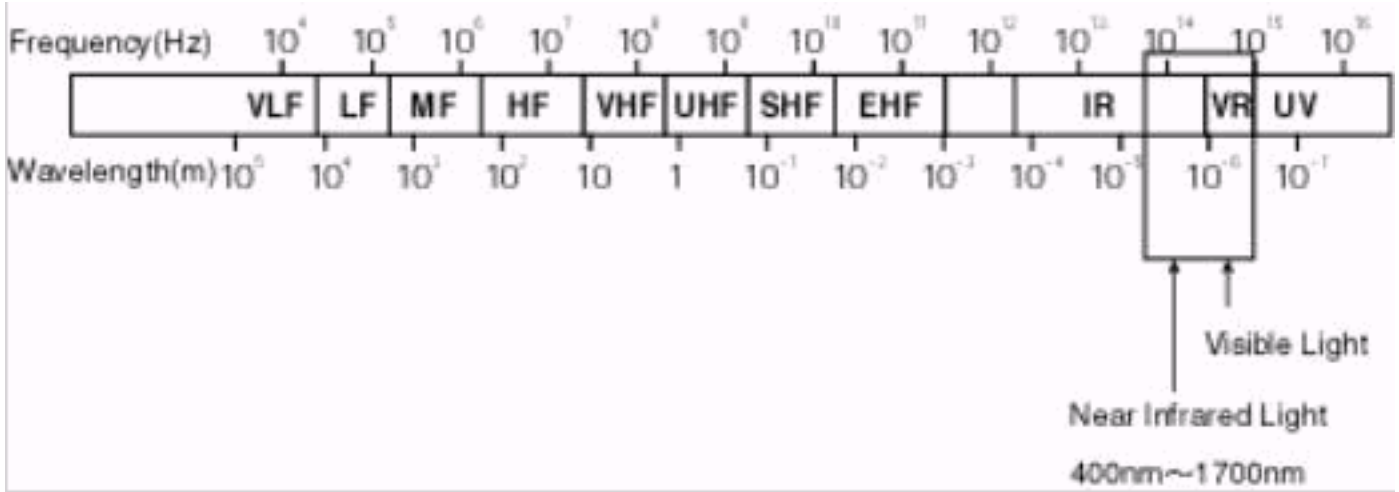 Frequency(Hz) 10⁴ 10⁵ 10⁶ 10⁷ 10⁸ 10⁹ 10¹⁰ 10¹¹ 10¹² 10¹³ 10¹⁴ 10¹⁵ 10¹⁶
VLF LF MF HF VHF UHF SHF EHF IR VR UV
Wavelength(m) 10⁵ 10⁴ 10³ 10² 10 1 10⁻¹ 10⁻² 10⁻³ 10⁻⁴ 10⁻⁵ 10⁻⁶ 10⁻⁷
Visible Light
Near Infrared Light
400nm～1700nm